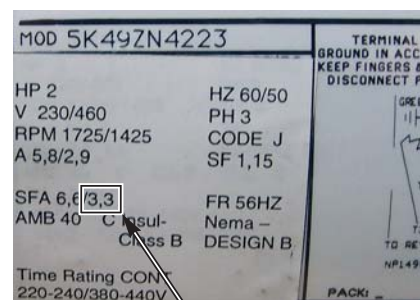 MOD 5K49ZN4223
HP 2
V 230/460
RPM 1725/1425
A 5,8/2,9
HZ 60/50
PH 3
CODE J
SF 1,15
SFA 6,6/3,3
AMB 40 C Insul-
Class B
FR 56HZ
Nema –
DESIGN B
Time Rating CONT
220-240/380-440V
TERMINAL
GROUND IN ACC
KEEP FINGERS &
DISCONNECT P
GREE
TO RE
NP149
PACK: